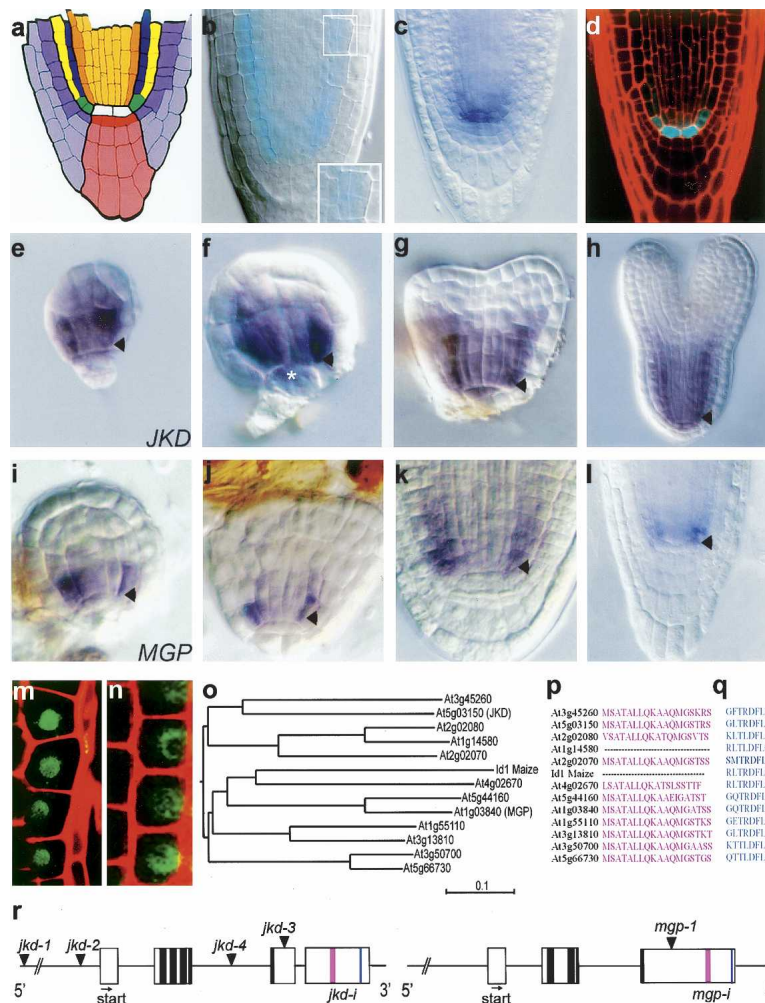 a b c d
e f g h
JKD
i j k l
MGP
m n o p q
At3g45260
At5g03150 (JKD)
At2g02080
At1g14580
At2g02070
Id1 Maize
At4g02670
At5g44160
At1g03840 (MGP)
At1g55110
At3g13810
At3g50700
At5g66730
0.1
At3g45260 MSATALLQKAAQMGSKRS GFTRDFL
At5g03150 MSATALLQKAAQMGSTRS GLTRDFL
At2g02080 VSATALLQKATQMGSVTS KLTLDFL
At1g14580 -------------------- RLTLDFL
At2g02070 MSATALLQKAAQMGSTSS SMTRDFL
Id1 Maize -------------------- RLTRDFL
At4g02670 LSATALLQKATSLSSTTF RLTRDFL
At5g44160 MSATALLQKAAEIGATST GQTRDFL
At1g03840 MSATALLQKAAQMGATSS GQTRDFL
At1g55110 MSATALLQKAAQMGSTKS GETRDFL
At3g13810 MSATALLQKAAQMGSTKT GLTRDFL
At3g50700 MSATALLQKAAQMGAASS KTTLDFL
At5g66730 MSATALLQKAAQMGSTGS QTTLDFL
r
jkd-1 jkd-2 jkd-4 jkd-3 mgp-1
5' start jkd-i 3' 5' start mgp-i 3'